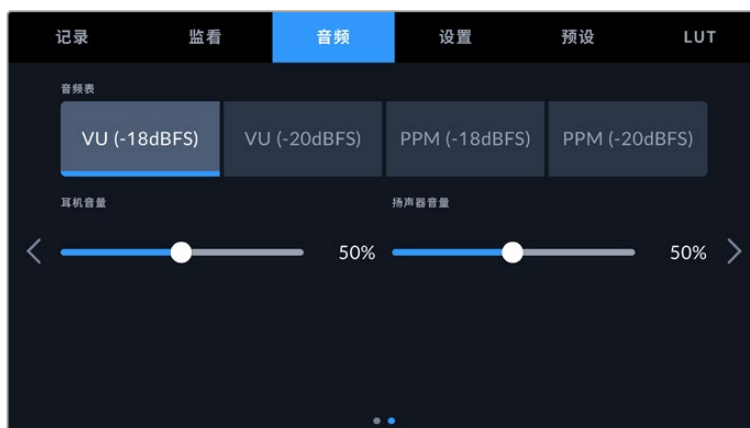 记录 监看 音频 设置 预设 LUT
音频表
VU (-18dBFS) VU (-20dBFS) PPM (-18dBFS) PPM (-20dBFS)
耳机音量 扬声器音量
50% 50%